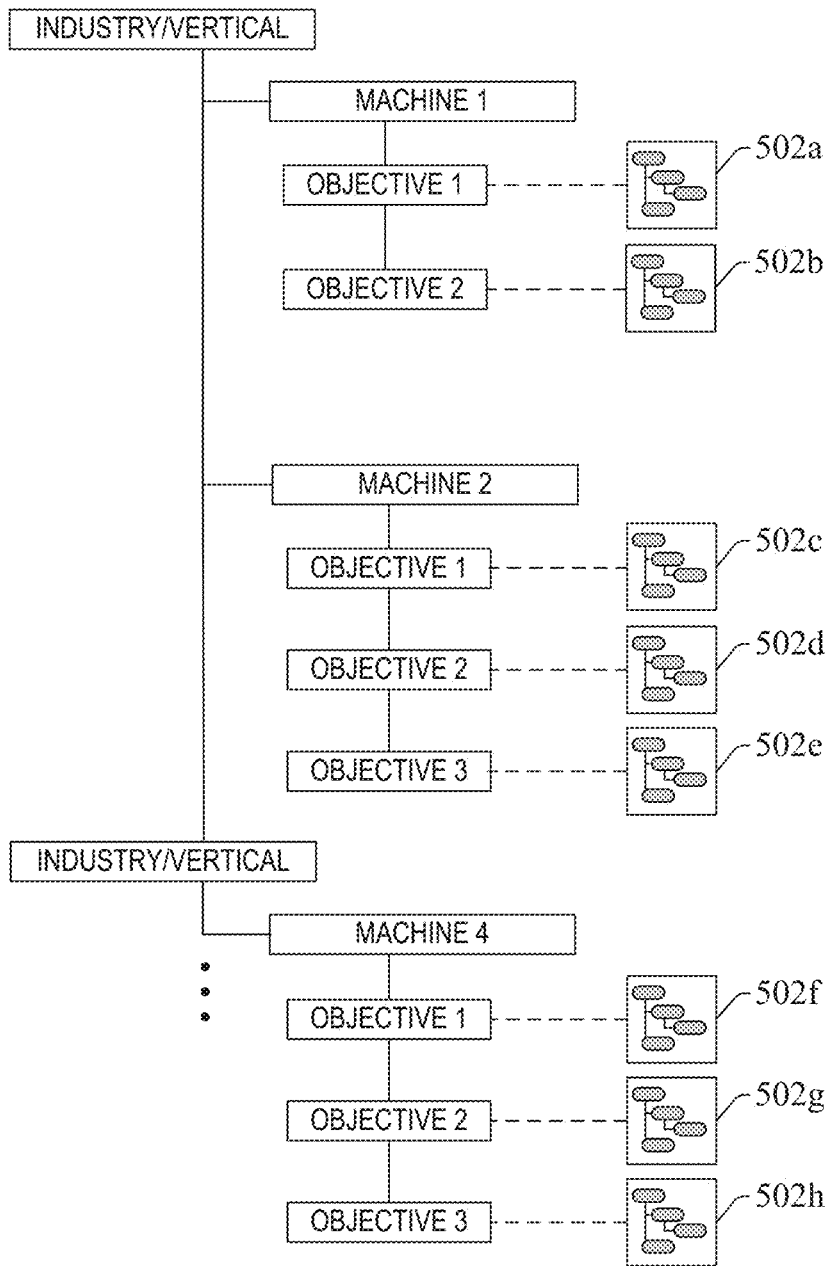 INDUSTRY/VERTICAL
MACHINE 1
OBJECTIVE 1
502a
OBJECTIVE 2
502b
MACHINE 2
OBJECTIVE 1
502c
OBJECTIVE 2
502d
OBJECTIVE 3
502e
INDUSTRY/VERTICAL
MACHINE 4
OBJECTIVE 1
502f
OBJECTIVE 2
502g
OBJECTIVE 3
502h